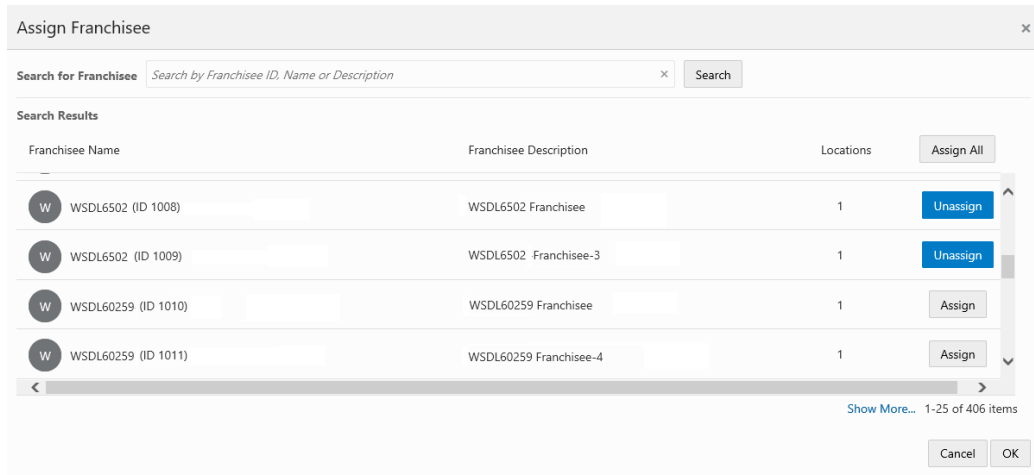 Assign Franchisee ×
Search for Franchisee Search by Franchisee ID, Name or Description × Search
Search Results
Franchisee Name Franchisee Description Locations Assign All
W WSDL6502 (ID 1008) WSDL6502 Franchisee 1 Unassign
W WSDL6502 (ID 1009) WSDL6502 Franchisee-3 1 Unassign
W WSDL60259 (ID 1010) WSDL60259 Franchisee 1 Assign
W WSDL60259 (ID 1011) WSDL60259 Franchisee-4 1 Assign
Show More... 1-25 of 406 items
Cancel OK